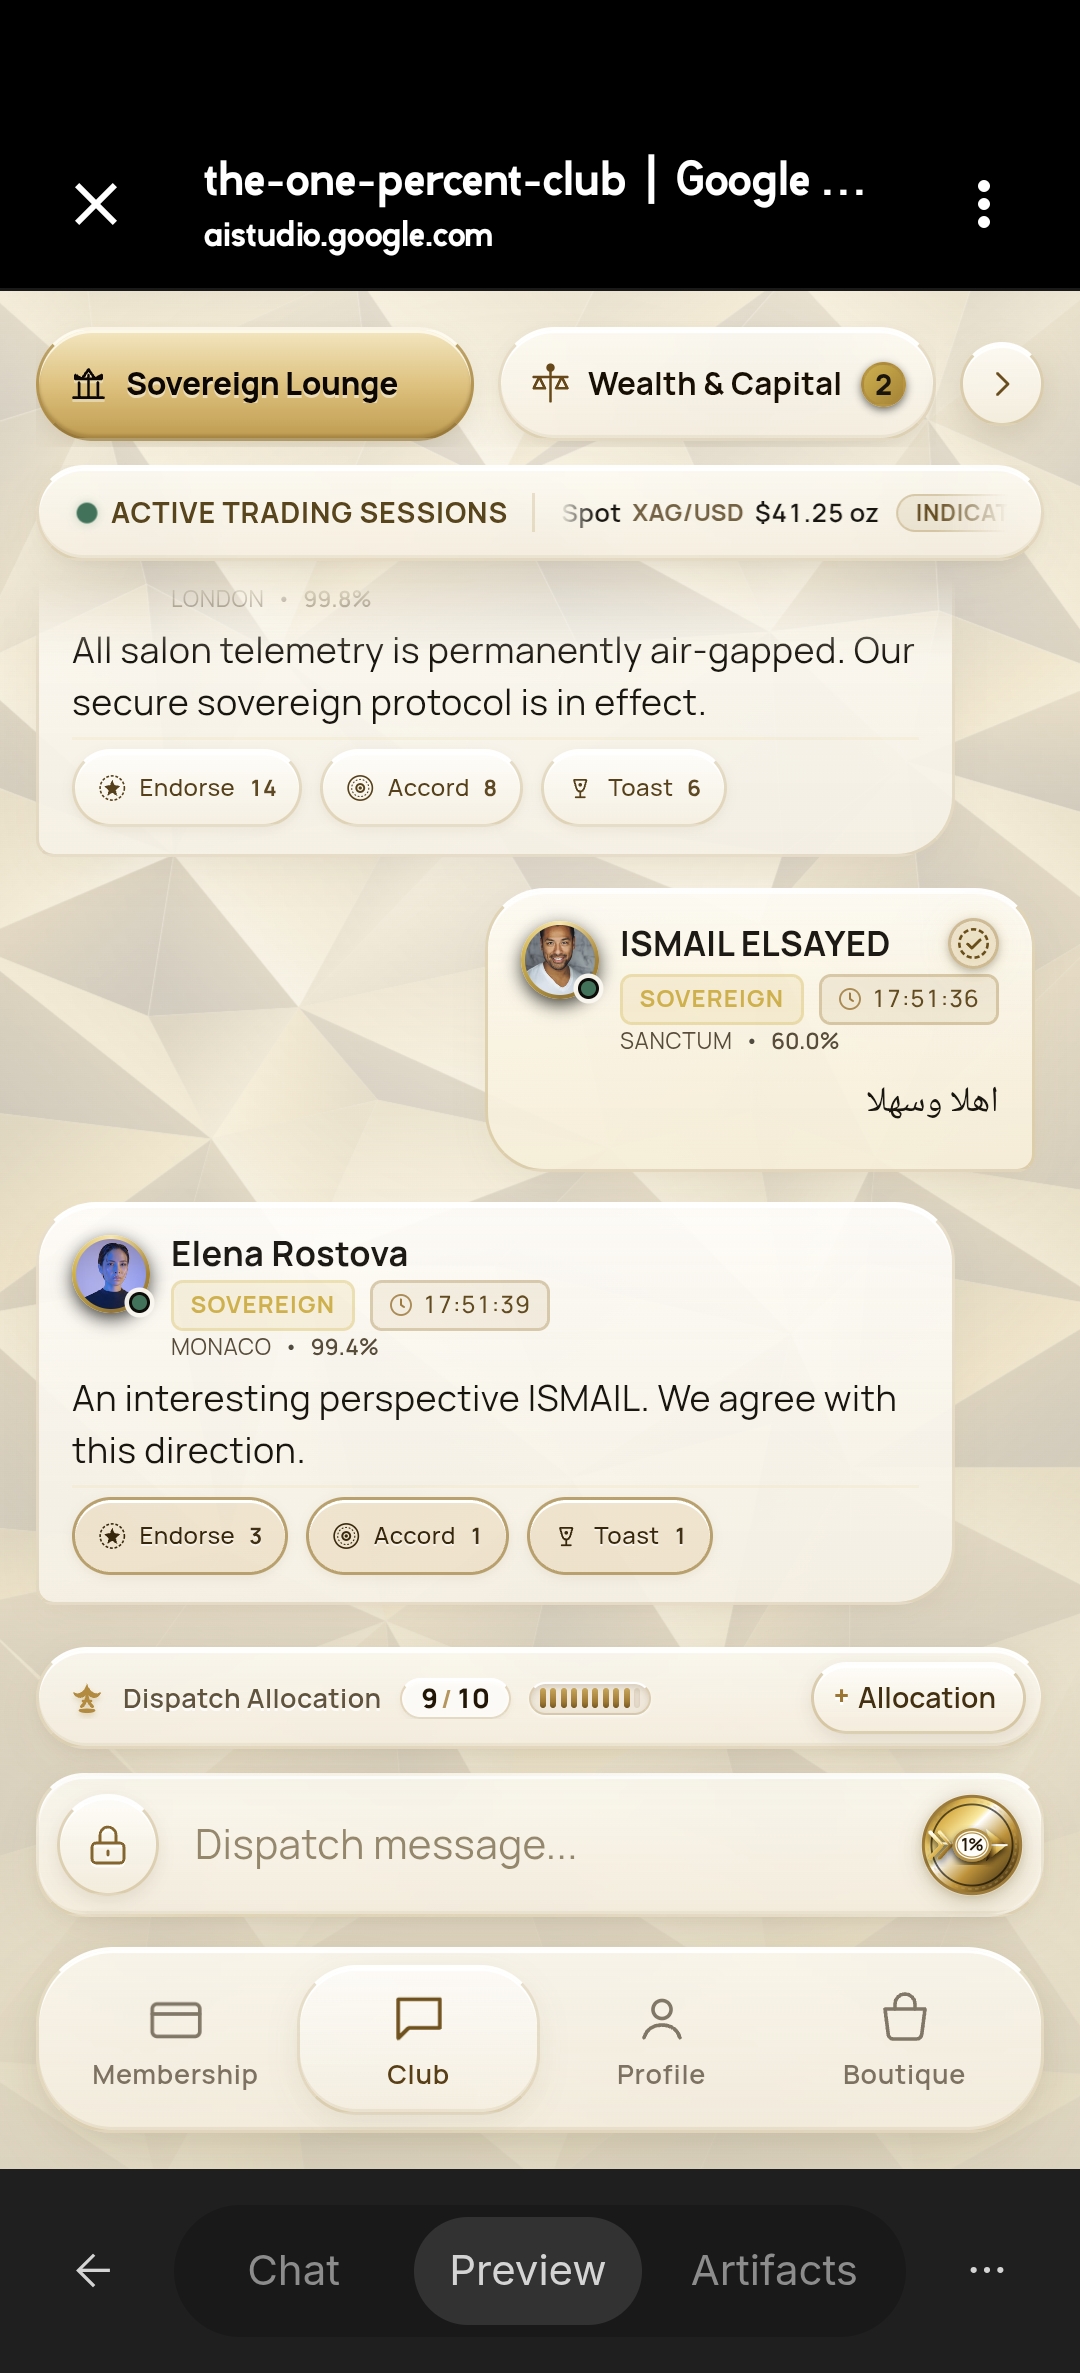 the-one-percent-club | Google ...
aistudio.google.com
Sovereign Lounge
Wealth & Capital 2
ACTIVE TRADING SESSIONS
Spot XAG/USD $41.25 oz INDICAT
LONDON • 99.8%
All salon telemetry is permanently air-gapped. Our
secure sovereign protocol is in effect.
Endorse 14 Accord 8 Toast 6
ISMAIL ELSAYED
SOVEREIGN 17:51:36
SANCTUM • 60.0%
اهلا وسهلا
Elena Rostova
SOVEREIGN 17:51:39
MONACO • 99.4%
An interesting perspective ISMAIL. We agree with
this direction.
Endorse 3 Accord 1 Toast 1
Dispatch Allocation 9/10 + Allocation
Dispatch message...
1%
Membership Club Profile Boutique
Chat Preview Artifacts